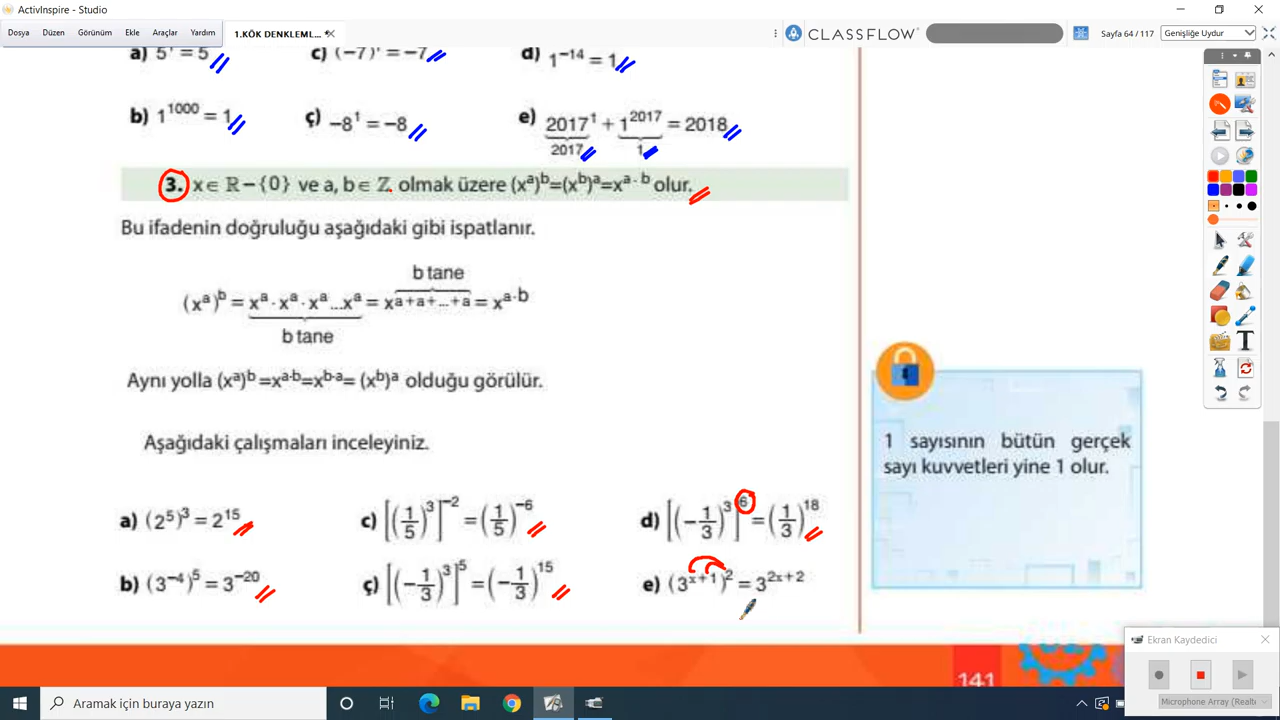 ActivInspire - Studio
Dosya Düzen Görünüm Ekle Araçlar Yardım
1.KÖK DENKLEML...
CLASSFLOW
Sayfa 64 / 117
Genişliğe Uydur
a) 5¹ = 5
c) (−7)¹ = −7
d) 1⁻¹⁴ = 1
b) 1¹⁰⁰⁰ = 1
ç) −8¹ = −8
e) 2017¹ + 1²⁰¹⁷ = 2018
2017 1
3. x∈ ℝ − {0} ve a, b∈ ℤ olmak üzere (xᵃ)ᵇ=(xᵇ)ᵃ=xᵃ·ᵇ olur.
Bu ifadenin doğruluğu aşağıdaki gibi ispatlanır.
b tane
(xᵃ)ᵇ = xᵃ · xᵃ · xᵃ ... xᵃ = xᵃ⁺ᵃ⁺···⁺ᵃ = xᵃ·ᵇ
b tane
Aynı yolla (xᵃ)ᵇ =xᵃ·ᵇ=xᵇ·ᵃ= (xᵇ)ᵃ olduğu görülür.
Aşağıdaki çalışmaları inceleyiniz.
a) (2⁵)³ = 2¹⁵
c) [(1/5)³]⁻² = (1/5)⁻⁶
d) [(−1/3)³]⁶ = (1/3)¹⁸
b) (3⁻⁴)⁵ = 3⁻²⁰
ç) [(−1/3)³]⁵ = (−1/3)¹⁵
e) (3ˣ⁺¹)² = 3²ˣ⁺²
1 sayısının bütün gerçek
sayı kuvvetleri yine 1 olur.
141
Ekran Kaydedici
Microphone Array (Realte
Aramak için buraya yazın